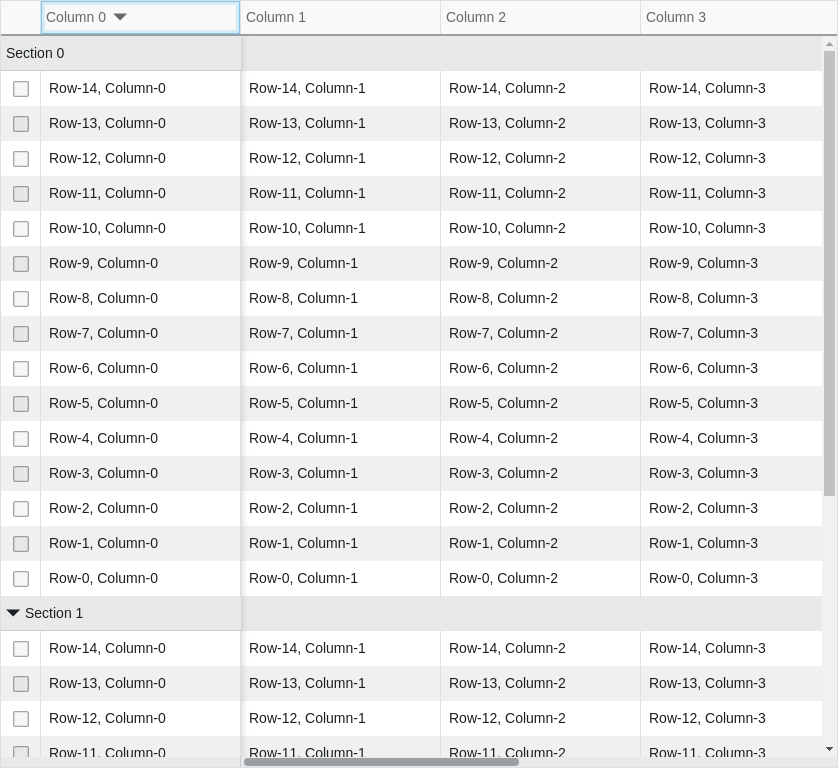 Column 0 Column 1 Column 2 Column 3
Section 0
Row-14, Column-0 Row-14, Column-1 Row-14, Column-2 Row-14, Column-3
Row-13, Column-0 Row-13, Column-1 Row-13, Column-2 Row-13, Column-3
Row-12, Column-0 Row-12, Column-1 Row-12, Column-2 Row-12, Column-3
Row-11, Column-0 Row-11, Column-1 Row-11, Column-2 Row-11, Column-3
Row-10, Column-0 Row-10, Column-1 Row-10, Column-2 Row-10, Column-3
Row-9, Column-0 Row-9, Column-1 Row-9, Column-2 Row-9, Column-3
Row-8, Column-0 Row-8, Column-1 Row-8, Column-2 Row-8, Column-3
Row-7, Column-0 Row-7, Column-1 Row-7, Column-2 Row-7, Column-3
Row-6, Column-0 Row-6, Column-1 Row-6, Column-2 Row-6, Column-3
Row-5, Column-0 Row-5, Column-1 Row-5, Column-2 Row-5, Column-3
Row-4, Column-0 Row-4, Column-1 Row-4, Column-2 Row-4, Column-3
Row-3, Column-0 Row-3, Column-1 Row-3, Column-2 Row-3, Column-3
Row-2, Column-0 Row-2, Column-1 Row-2, Column-2 Row-2, Column-3
Row-1, Column-0 Row-1, Column-1 Row-1, Column-2 Row-1, Column-3
Row-0, Column-0 Row-0, Column-1 Row-0, Column-2 Row-0, Column-3
Section 1
Row-14, Column-0 Row-14, Column-1 Row-14, Column-2 Row-14, Column-3
Row-13, Column-0 Row-13, Column-1 Row-13, Column-2 Row-13, Column-3
Row-12, Column-0 Row-12, Column-1 Row-12, Column-2 Row-12, Column-3
Row-11, Column-0 Row-11, Column-1 Row-11, Column-2 Row-11, Column-3